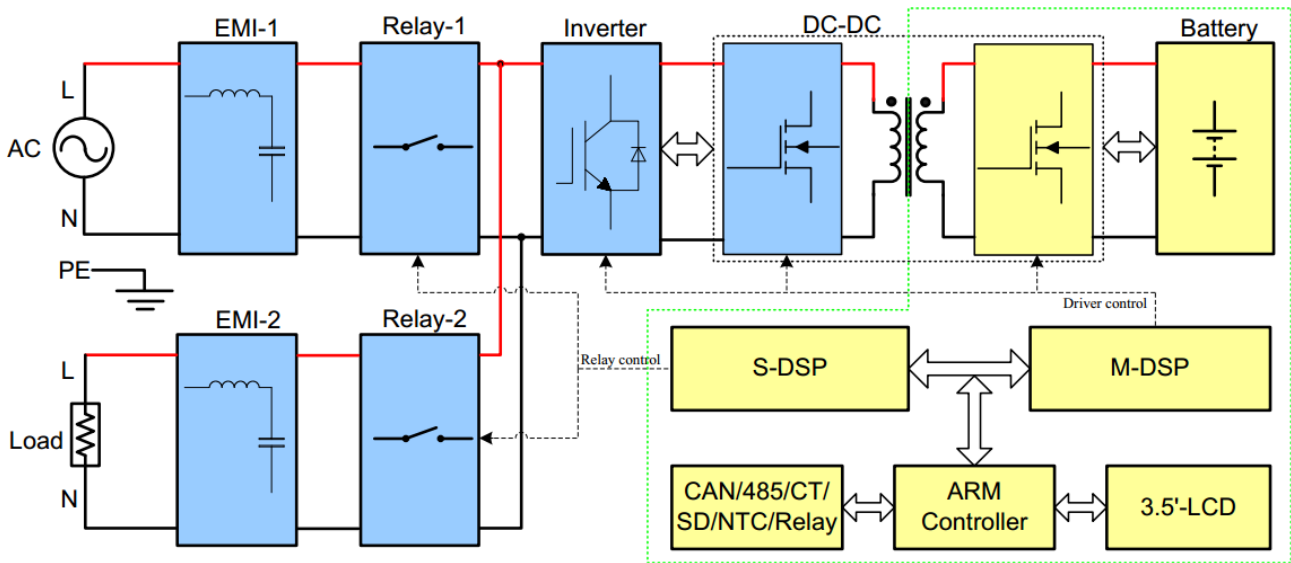 EMI-1
Relay-1
Inverter
DC-DC
Battery
L
AC
N
PE
Driver control
EMI-2
Relay-2
Relay control
L
Load
N
S-DSP
M-DSP
CAN/485/CT/
SD/NTC/Relay
ARM
Controller
3.5'-LCD